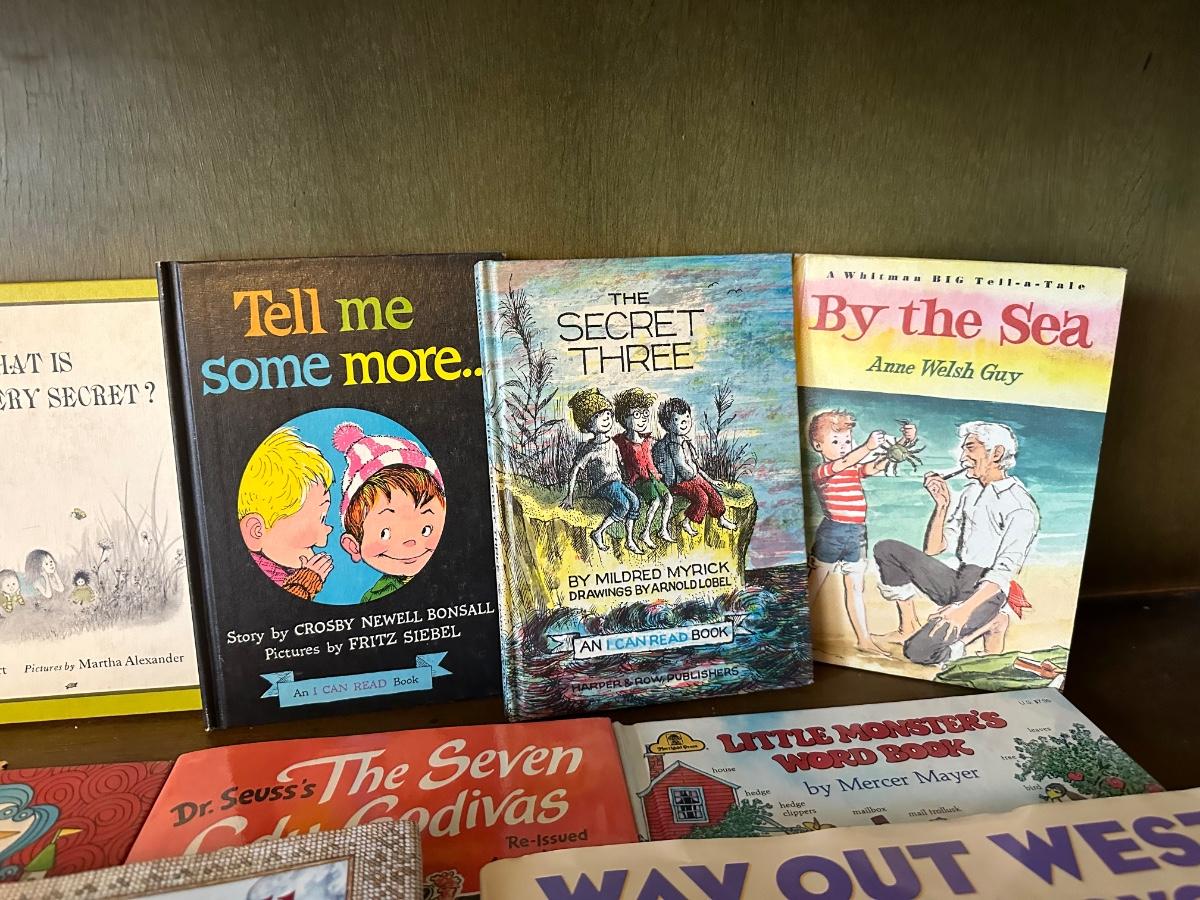 HAT IS
ERY SECRET?
Pictures by Martha Alexander
Tell me
some more..
Story by CROSBY NEWELL BONSALL
Pictures by FRITZ SIEBEL
An I CAN READ Book
THE
SECRET
THREE
BY MILDRED MYRICK
DRAWINGS BY ARNOLD LOBEL
AN I CAN READ BOOK
HARPER & ROW, PUBLISHERS
A Whitman BIG Tell-a-Tale
By the Sea
Anne Welsh Guy
Dr. Seuss's The Seven
Lady Godivas
Re-Issued
U.S. $7.95
LITTLE MONSTER'S
WORD BOOK
by Mercer Mayer
house
hedge
hedge
clippers
mailbox
mail trollusk
leaves
tree
bird
WAY OUT WEST